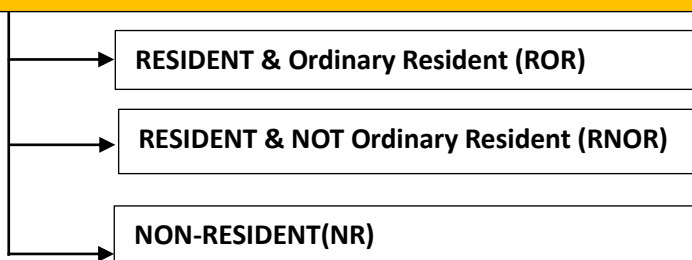 RESIDENT & Ordinary Resident (ROR)
RESIDENT & NOT Ordinary Resident (RNOR)
NON-RESIDENT(NR)